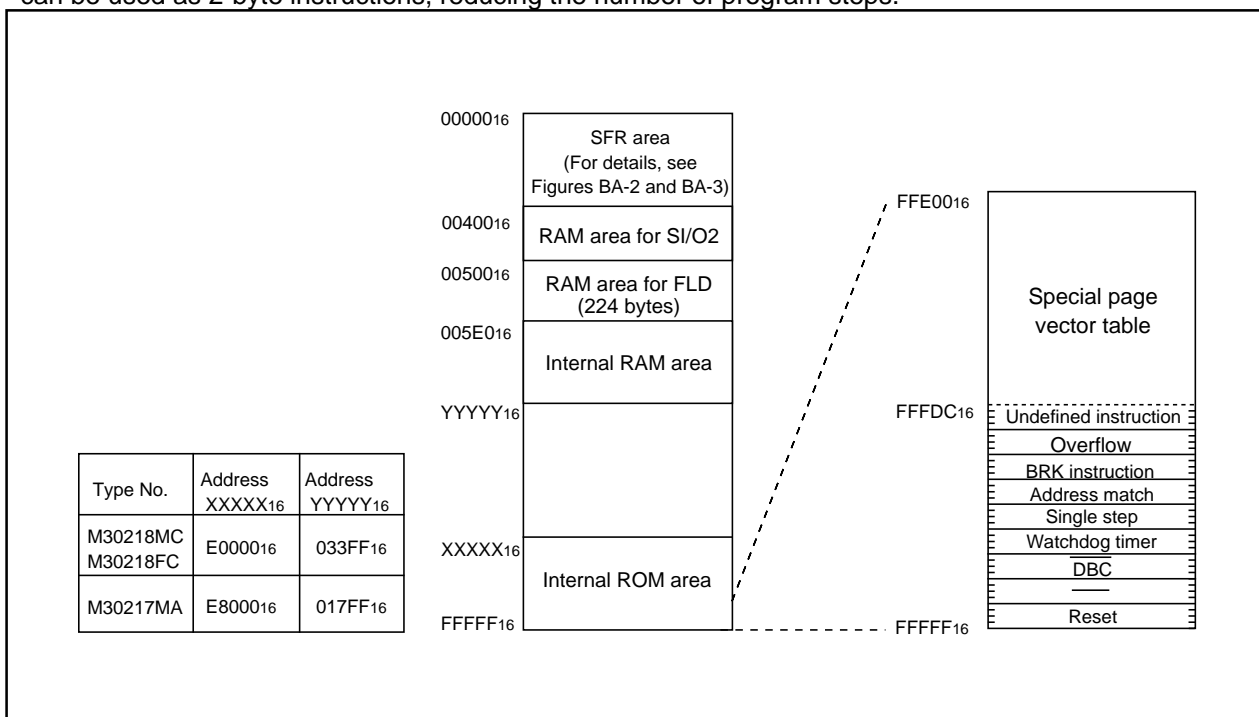 can be used as 2-byte instructions, reducing the number of program steps.
0000016
SFR area
(For details, see
Figures BA-2 and BA-3)
0040016
RAM area for SI/O2
0050016
RAM area for FLD
(224 bytes)
005E016
Internal RAM area
YYYYY16
XXXXX16
Internal ROM area
FFFFF16
Type No.
Address
XXXXX16
Address
YYYYY16
M30218MC
M30218FC
E000016
033FF16
M30217MA
E800016
017FF16
FFE0016
Special page
vector table
FFFDC16
Undefined instruction
Overflow
BRK instruction
Address match
Single step
Watchdog timer
DBC
Reset
FFFFF16